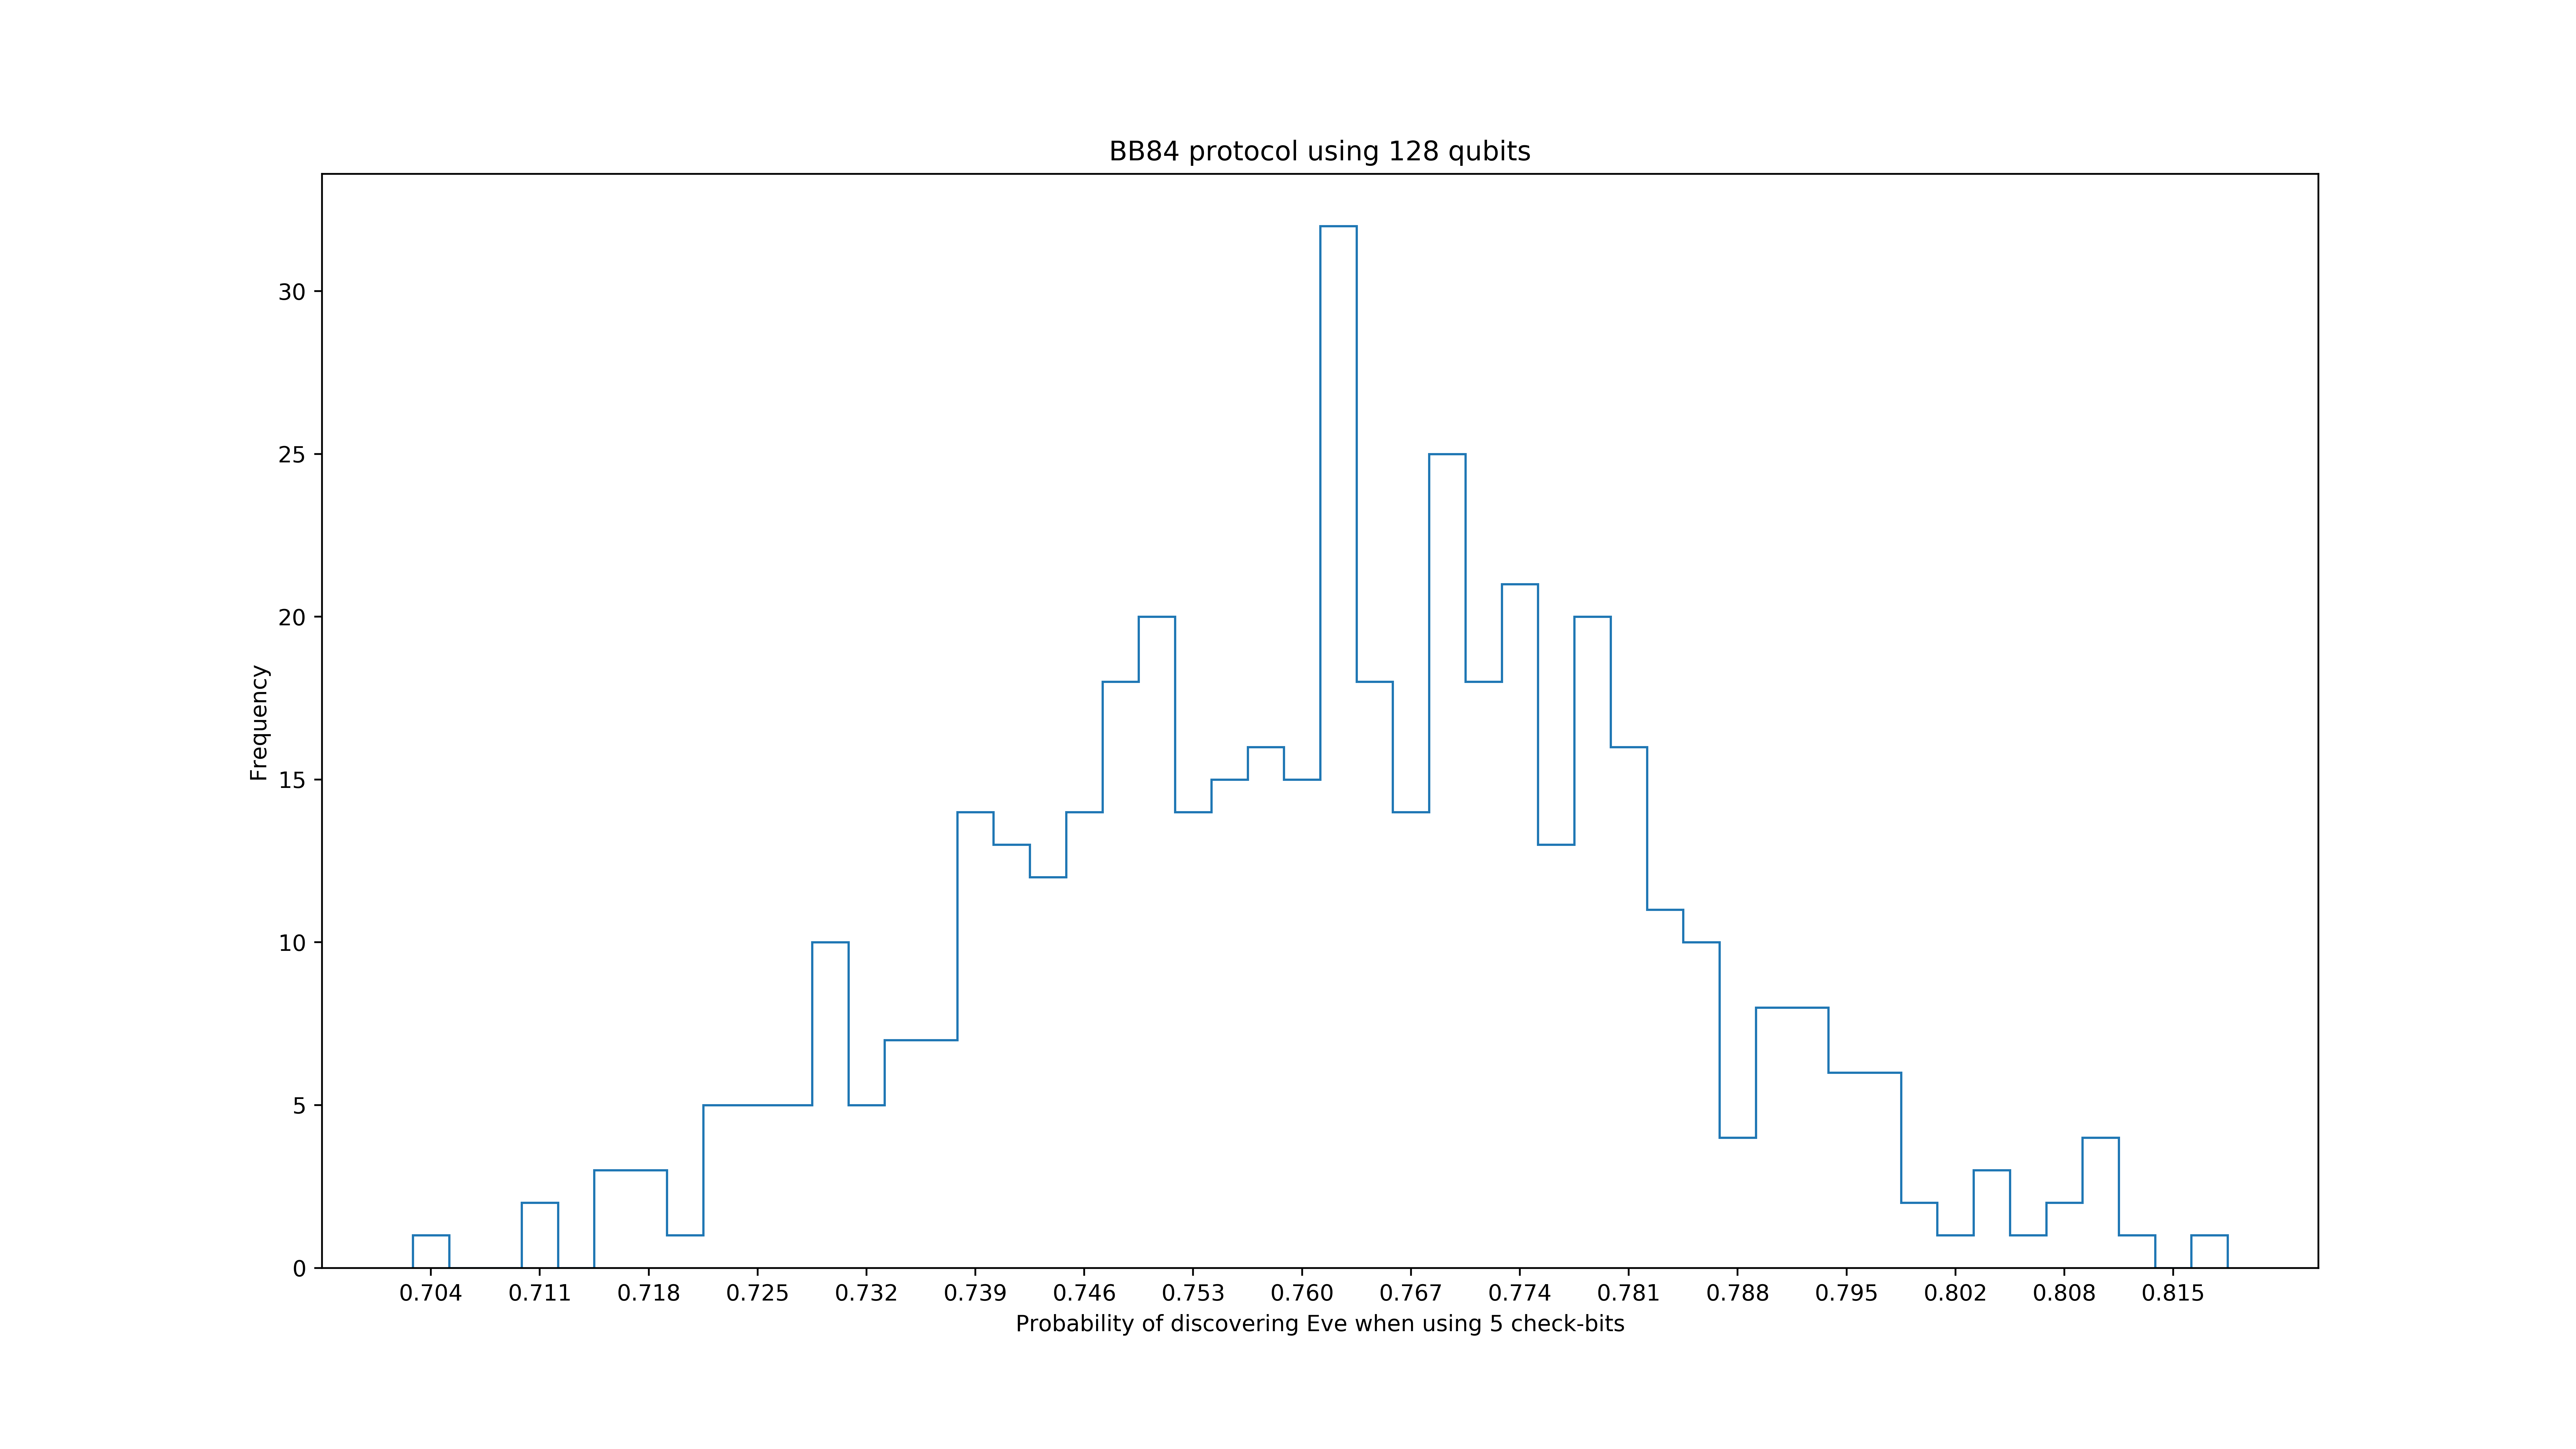 BB84 protocol using 128 qubits
30
25
20
15
10
5
0
Frequency
0.704 0.711 0.718 0.725 0.732 0.739 0.746 0.753 0.760 0.767 0.774 0.781 0.788 0.795 0.802 0.808 0.815
Probability of discovering Eve when using 5 check-bits